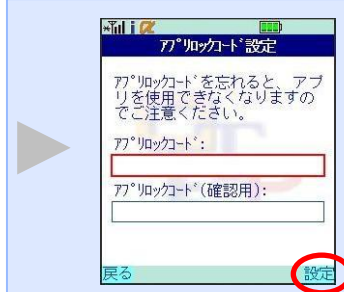 ｱﾌﾟﾘﾛｯｸｺｰﾄﾞ設定
ｱﾌﾟﾘﾛｯｸｺｰﾄﾞを忘れると、アプ
リを使用できなくなりますの
でご注意ください。
ｱﾌﾟﾘﾛｯｸｺｰﾄﾞ:
ｱﾌﾟﾘﾛｯｸｺｰﾄﾞ(確認用):
戻る 設定